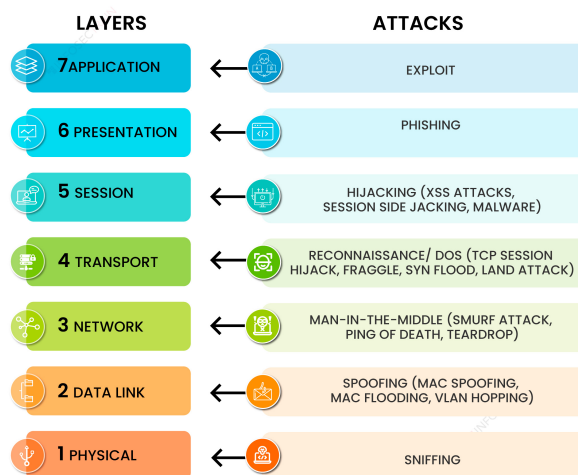 LAYERS
ATTACKS
7APPLICATION
EXPLOIT
6 PRESENTATION
PHISHING
5 SESSION
HIJACKING (XSS ATTACKS,
SESSION SIDE JACKING, MALWARE)
4 TRANSPORT
RECONNAISSANCE/ DOS (TCP SESSION
HIJACK, FRAGGLE, SYN FLOOD, LAND ATTACK)
3 NETWORK
MAN-IN-THE-MIDDLE (SMURF ATTACK,
PING OF DEATH, TEARDROP)
2 DATA LINK
SPOOFING (MAC SPOOFING,
MAC FLOODING, VLAN HOPPING)
1 PHYSICAL
SNIFFING